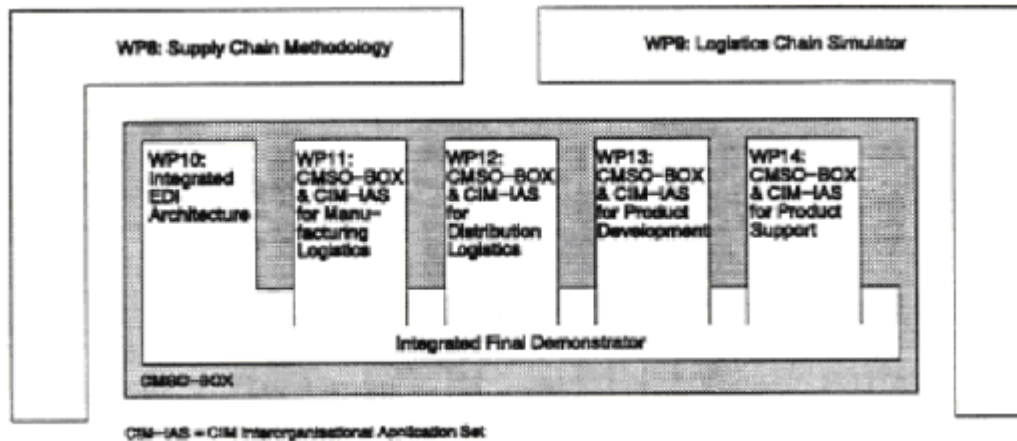 WP8: Supply Chain Methodology
WP9: Logistics Chain Simulator
WP10:
Integrated
EDI
Architecture
WP11:
CMSO-BOX
& CIM-IAS
for Manu-
facturing
Logistics
WP12:
CMSO-BOX
& CIM-IAS
for
Distribution
Logistics
WP13:
CMSO-BOX
& CIM-IAS
for Product
Development
WP14:
CMSO-BOX
& CIM-IAS
for Product
Support
Integrated Final Demonstrator
CMSO-BOX
CIM-IAS = CIM Interorganisational Application Set